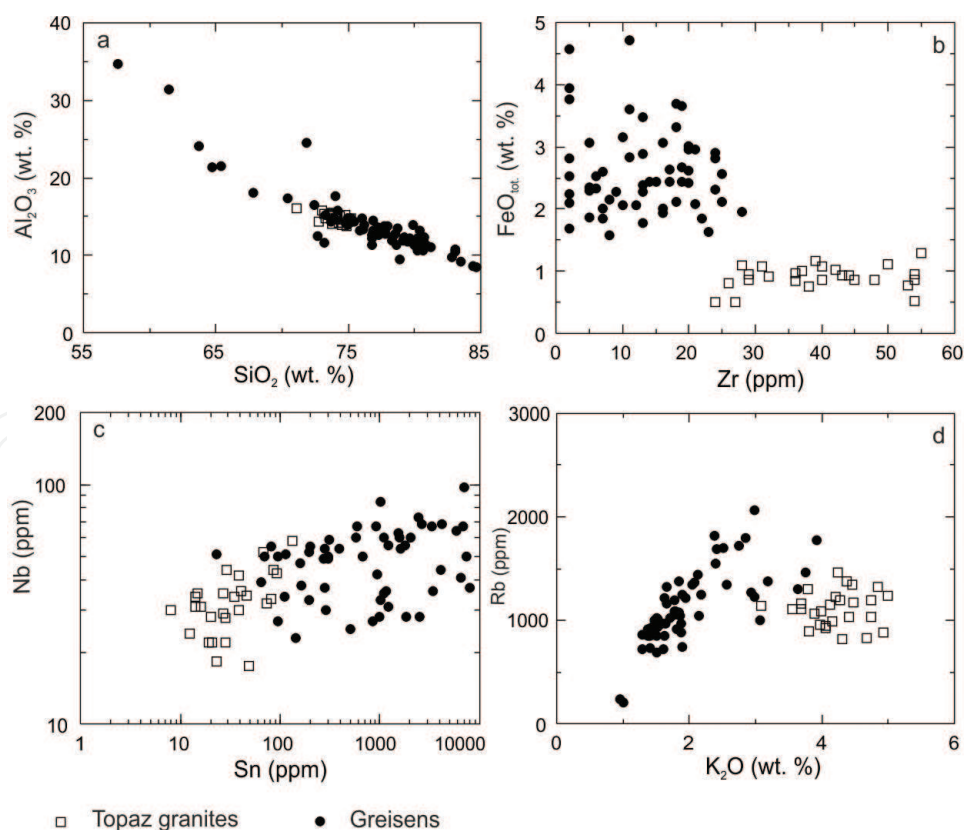 a
Al₂O₃ (wt. %)
40
30
20
10
0
55
65
75
85
SiO₂ (wt. %)
b
FeO tot. (wt. %)
5
4
3
2
1
0
0
10
20
30
40
50
60
Zr (ppm)
c
Nb (ppm)
200
100
10
1
10
100
1000
10000
Sn (ppm)
d
Rb (ppm)
3000
2000
1000
0
0
2
4
6
K₂O (wt. %)
Topaz granites
Greisens